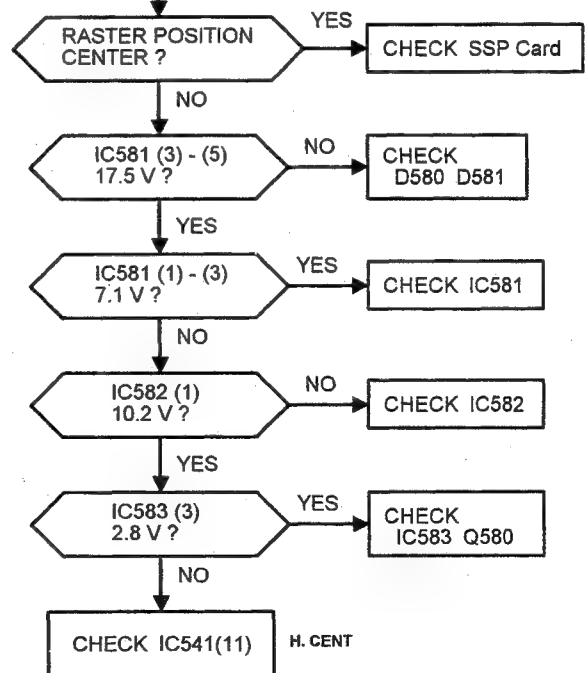 RASTER POSITION
CENTER ?
YES
CHECK SSP Card
NO
IC581 (3) - (5)
17.5 V ?
NO
CHECK
D580 D581
YES
IC581 (1) - (3)
7.1 V ?
YES
CHECK IC581
NO
IC582 (1)
10.2 V ?
NO
CHECK IC582
YES
IC583 (3)
2.8 V ?
YES
CHECK
IC583 Q580
NO
CHECK IC541(11)
H. CENT